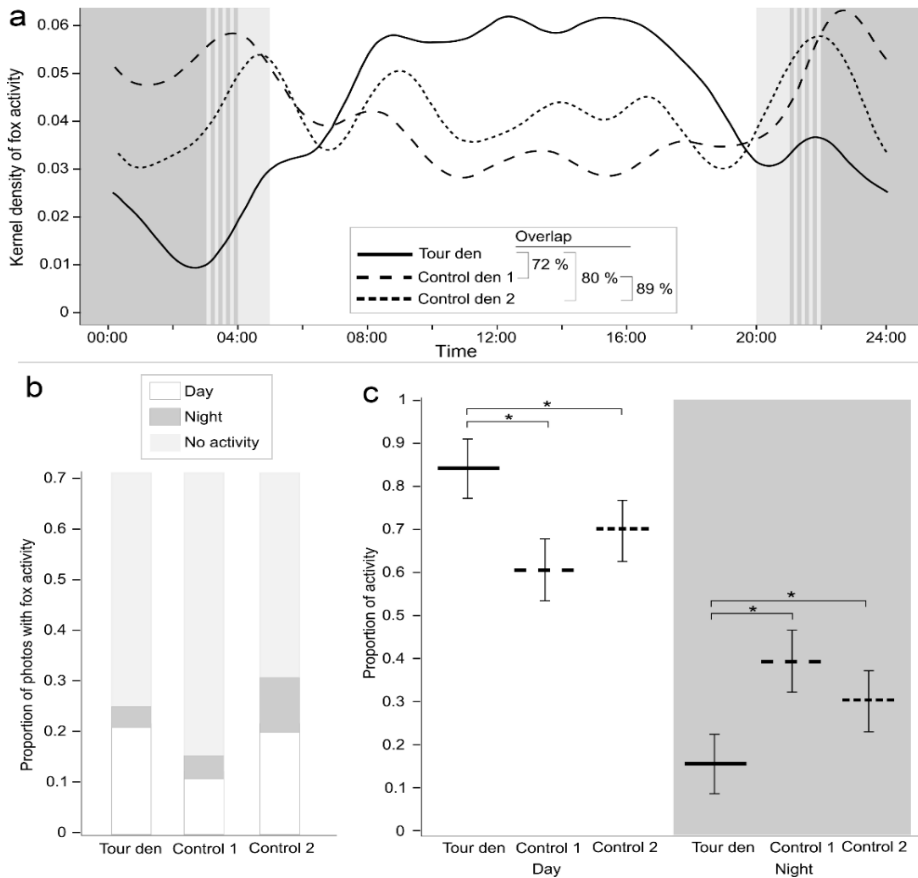 a
Kernel density of fox activity
0.06
0.05
0.04
0.03
0.02
0.01
0
Overlap
Tour den
Control den 1
Control den 2
72 %
80 %
89 %
00:00 04:00 08:00 12:00 16:00 20:00 24:00
Time
b
Day
Night
No activity
Proportion of photos with fox activity
0.7
0.6
0.5
0.4
0.3
0.2
0.1
0
Tour den Control 1 Control 2
c
Proportion of activity
1
0.9
0.8
0.7
0.6
0.5
0.4
0.3
0.2
0.1
0
*
*
*
*
Tour den Control 1 Control 2 Tour den Control 1 Control 2
Day Night